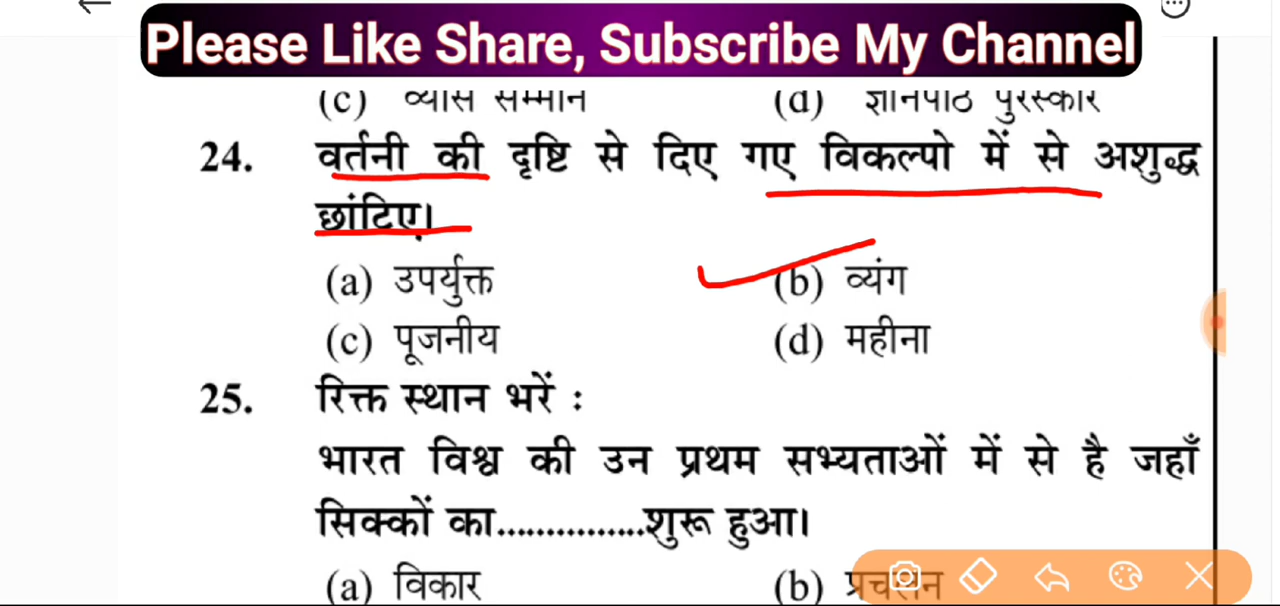 Please Like Share, Subscribe My Channel
(c) व्यास सम्मान (d) ज्ञानपीठ पुरस्कार
24. वर्तनी की दृष्टि से दिए गए विकल्पो में से अशुद्ध
छांटिए।
(a) उपर्युक्त (b) व्यंग
(c) पूजनीय (d) महीना
25. रिक्त स्थान भरें :
भारत विश्व की उन प्रथम सभ्यताओं में से है जहाँ
सिक्कों का...............शुरू हुआ।
(a) विकार (b) प्रचलन